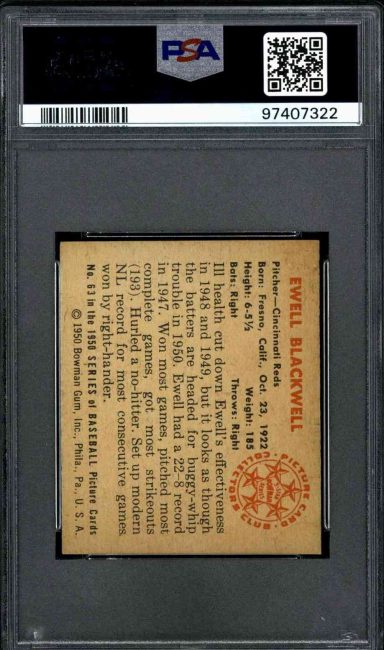 PSA
97407322
EWELL BLACKWELL
Pitcher—Cincinnati Reds
Born: Fresno, Calif., Oct. 23, 1922
Height: 6-5½ Weight: 185
Bats: Right Throws: Right
PICTURE CARD
COLLECTORS CLUB
Ill health cut down Ewell's effectiveness
in 1948 and 1949, but it looks as though
the batters are headed for buggy-whip
trouble in 1950. Ewell had a 22-8 record
in 1947. Won most games, pitched most
complete games, got most strikeouts
(193). Hurled a no-hitter. Set up modern
NL record for most consecutive games
won by right-hander.
No. 63 in the 1950 SERIES of BASEBALL Picture Cards
© 1950 Bowman Gum, Inc., Phila., Pa., U. S. A.